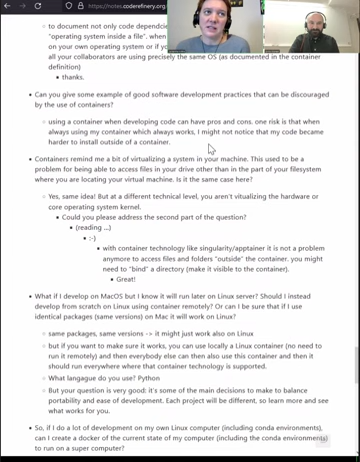 https://notes.coderefinery.org
to document not only code dependencie
"operating system inside a file". when
on your own operating system or if yo
all your collaborators are using precisely the same OS (as documented in the container
definition)
thanks.
Can you give some example of good software development practices that can be discouraged
by the use of containers?
using a container when developing code can have pros and cons. one risk is that when
always using my container which always works, I might not notice that my code became
harder to install outside of a container.
Containers remind me a bit of virtualizing a system in your machine. This used to be a
problem for being able to access files in your drive other than in the part of your filesystem
where you are locating your virtual machine. Is it the same case here?
Yes, same idea! But at a different technical level, you aren't vitualizing the hardware or
core operating system kernel.
Could you please address the second part of the question?
(reading ...)
:-)
with container technology like singularity/apptainer it is not a problem
anymore to access files and folders "outside" the container. you might
need to "bind" a directory (make it visible to the container).
Great!
What if I develop on MacOS but I know it will run later on Linux server? Should I instead
develop from scratch on Linux using container remotely? Or can I be sure that if I use
identical packages (same versions) on Mac it will work on Linux?
same packages, same versions -> it might just work also on Linux
but if you want to make sure it works, you can use locally a Linux container (no need to
run it remotely) and then everybody else can then also use this container and then it
should run everywhere where that container technology is supported.
What langague do you use? Python
But your question is very good: it's some of the main decisions to make to balance
portability and ease of development. Each project will be different, so learn more and see
what works for you.
So, if I do a lot of development on my own Linux computer (including conda environments),
can I create a docker of the current state of my computer (including the conda environments)
to run on a super computer?